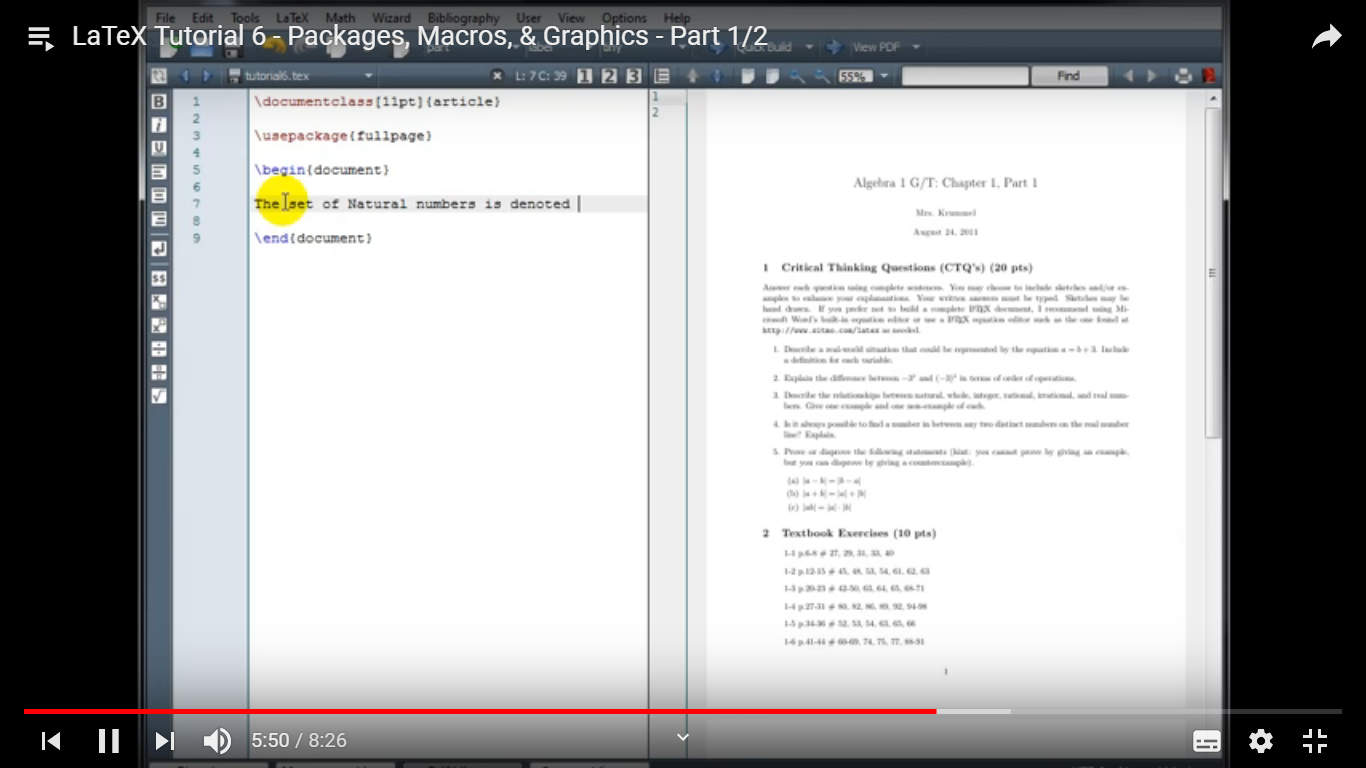 File Edit Tools LaTeX Math Wizard Bibliography User View Options Help
LaTeX Tutorial 6 - Packages, Macros, & Graphics - Part 1/2
part label tiny Quick Build View PDF
tutorial6.tex L: 7 C: 39 1 2 3 55% Find
1 \documentclass[11pt]{article}
2
3 \usepackage{fullpage}
4
5 \begin{document}
6
7 The set of Natural numbers is denoted
8
9 \end{document}
B
i
U
$$
1
2
Algebra 1 G/T: Chapter 1, Part 1
Mrs. Krummel
August 24, 2011
1 Critical Thinking Questions (CTQ's) (20 pts)
Answer each question using complete sentences. You may choose to include sketches and/or ex-
amples to enhance your explanantions. Your written answers must be typed. Sketches may be
hand drawn. If you prefer not to build a complete LATEX document, I recommend using Mi-
crosoft Word's built-in equation editor or use a LATEX equation editor such as the one found at
http://www.sitmo.com/latex as needed.
1. Describe a real-world situation that could be represented by the equation a = b + 3. Include
a definition for each variable.
2. Explain the difference between and in terms of order of operations.
3. Describe the relationships between natural, whole, integer, rational, irrational, and real num-
bers. Give one example and one non-example of each.
4. Is it always possible to find a number in between any two distinct numbers on the real number
line? Explain.
5. Prove or disprove the following statements (hint: you cannot prove by giving an example,
but you can disprove by giving a counterexample).
(a) |a − b| = |b − a|
(b) |a + b| = |a| + |b|
(c) |ab| = |a| · |b|
2 Textbook Exercises (10 pts)
1-1 p.6-8 # 27, 29, 31, 33, 40
1-2 p.12-15 # 45, 48, 53, 54, 61, 62, 63
1-3 p.20-23 # 42-50, 63, 64, 65, 68-71
1-4 p.27-31 # 80, 82, 86, 89, 92, 94-98
1-5 p.34-36 # 52, 53, 54, 63, 65, 66
1-6 p.41-44 # 60-69, 74, 75, 77, 88-91
1
5:50 / 8:26